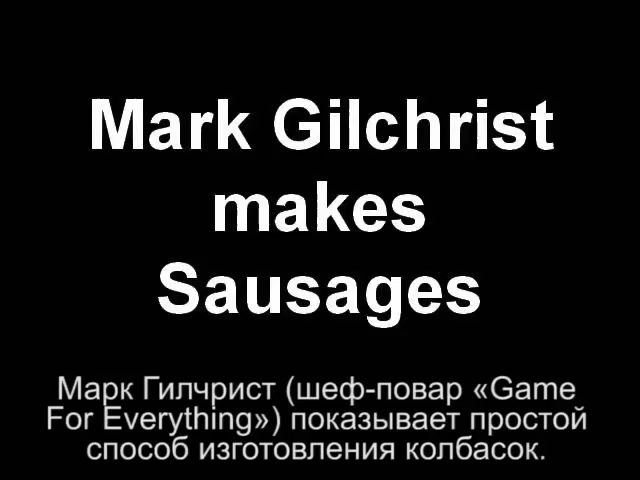 Mark Gilchrist
makes
Sausages
Марк Гилчрист (шеф-повар «Game
For Everything») показывает простой
способ изготовления колбасок.